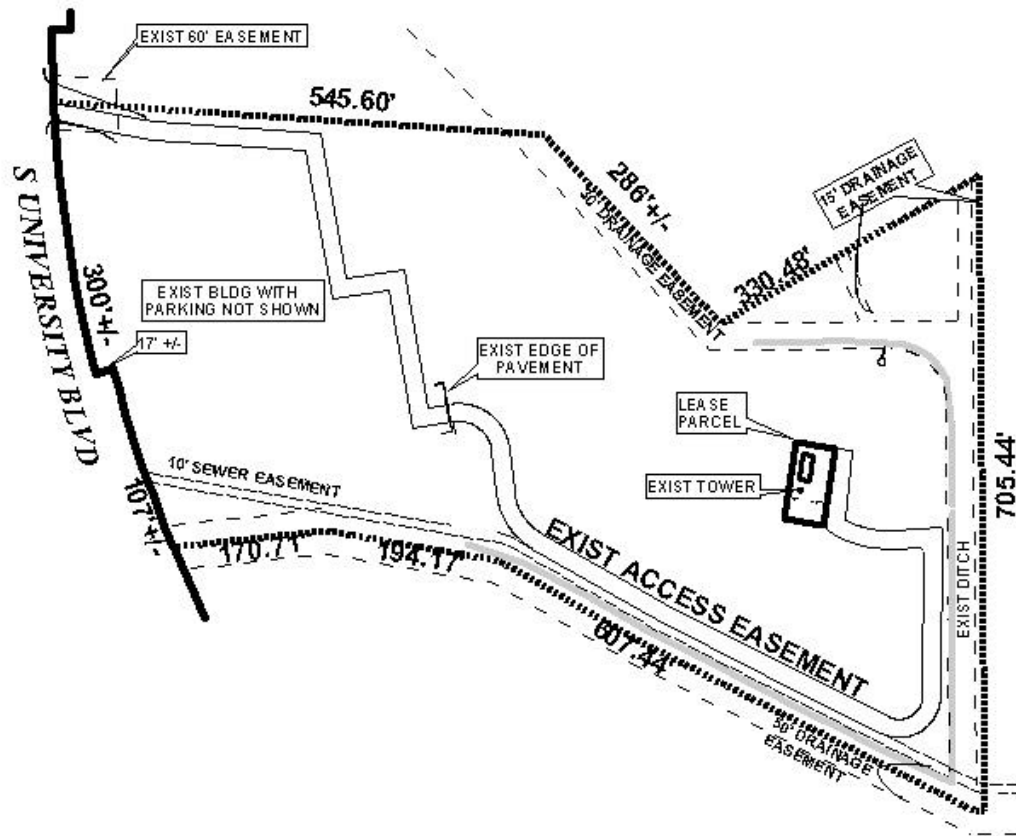 EXIST 60' EASEMENT
545.60'
S UNIVERSITY BLVD
286'+/-
30' DRAINAGE EASEMENT
15' DRAINAGE
EASEMENT
330.48'
300'+/-
EXIST BLDG WITH
PARKING NOT SHOWN
17' +/-
EXIST EDGE OF
PAVEMENT
LEASE
PARCEL
EXIST TOWER
705.44'
10' SEWER EASEMENT
107'+/-
170.71'
194.17'
EXIST ACCESS EASEMENT
EXIST DITCH
607.44'
50' DRAINAGE
EASEMENT